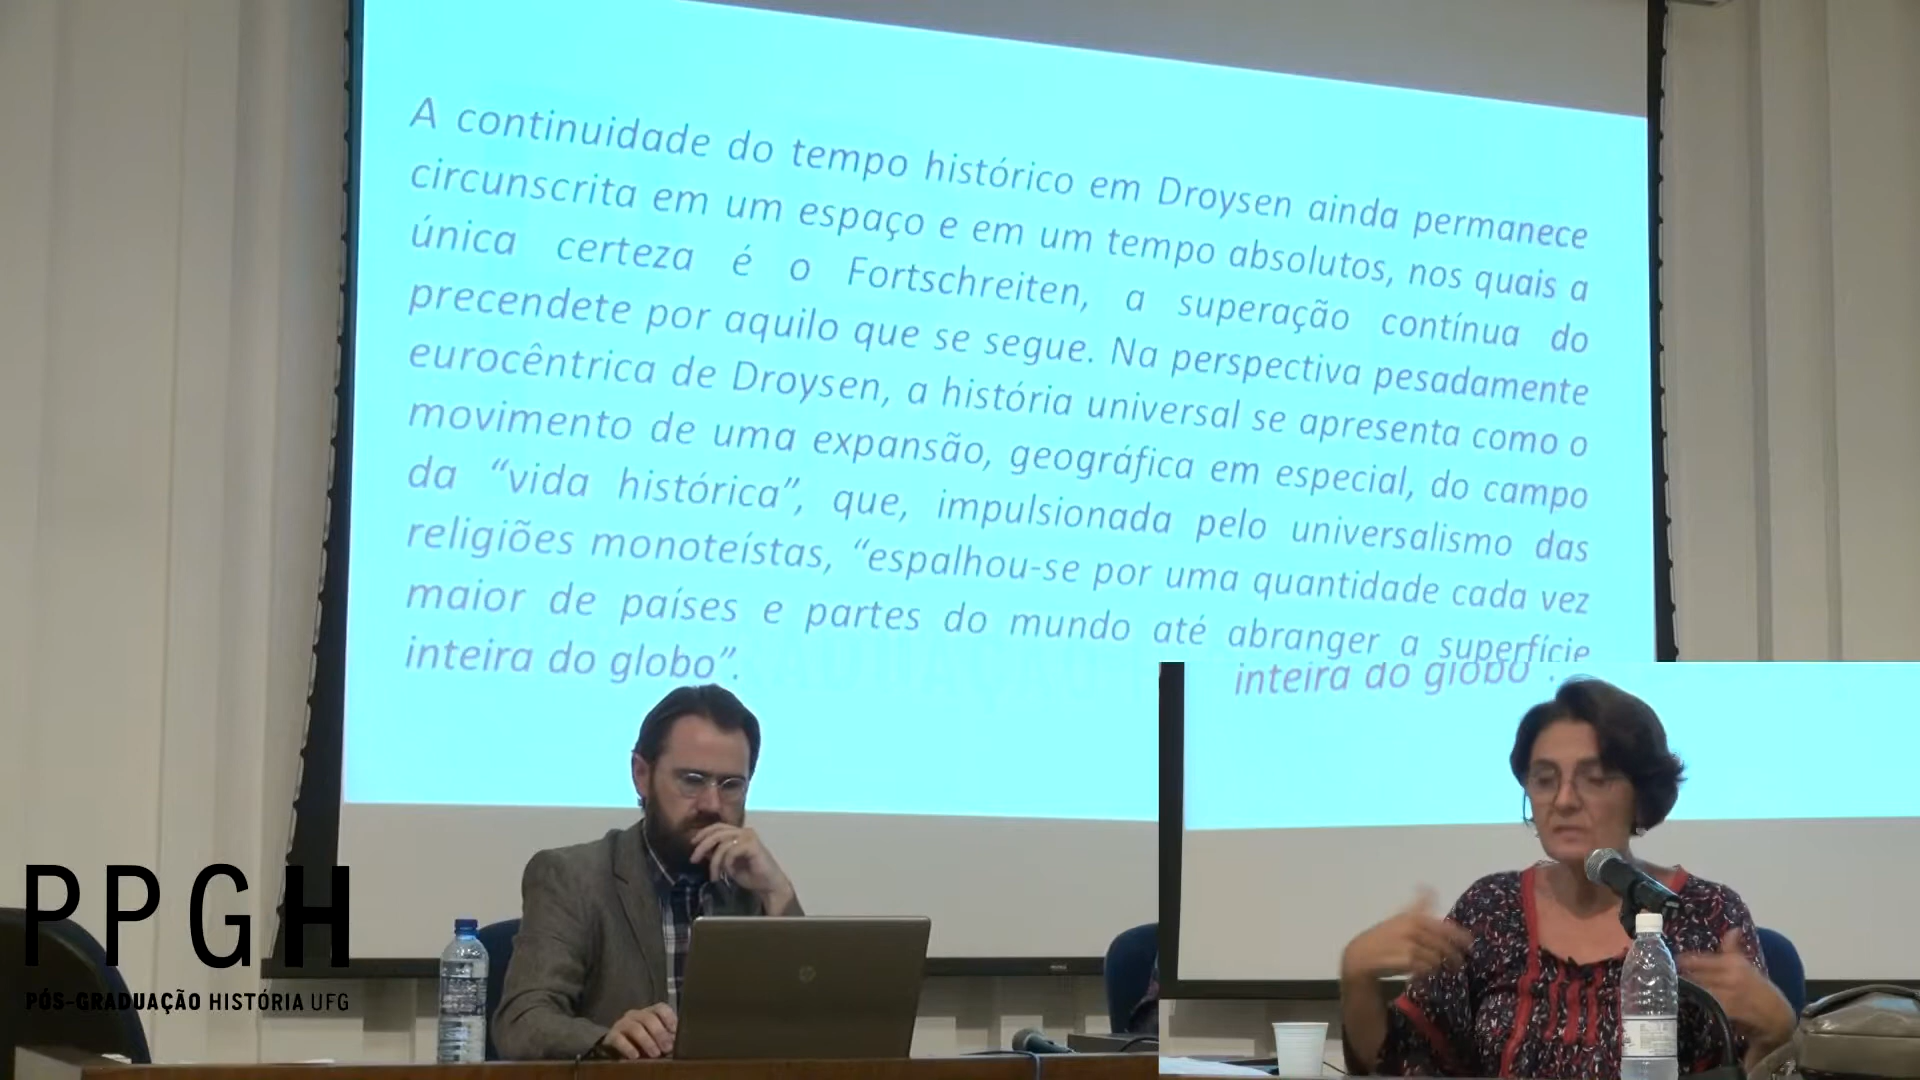 A continuidade do tempo histórico em Droysen ainda permanece
circunscrita em um espaço e em um tempo absolutos, nos quais a
única certeza é o Fortschreiten, a superação contínua do
precendete por aquilo que se segue. Na perspectiva pesadamente
eurocêntrica de Droysen, a história universal se apresenta como o
movimento de uma expansão, geográfica em especial, do campo
da “vida histórica”, que, impulsionada pelo universalismo das
religiões monoteístas, “espalhou-se por uma quantidade cada vez
maior de países e partes do mundo até abranger a superfície
inteira do globo”.
inteira do globo”.
PPGH
PÓS-GRADUAÇÃO HISTÓRIA UFG
hp